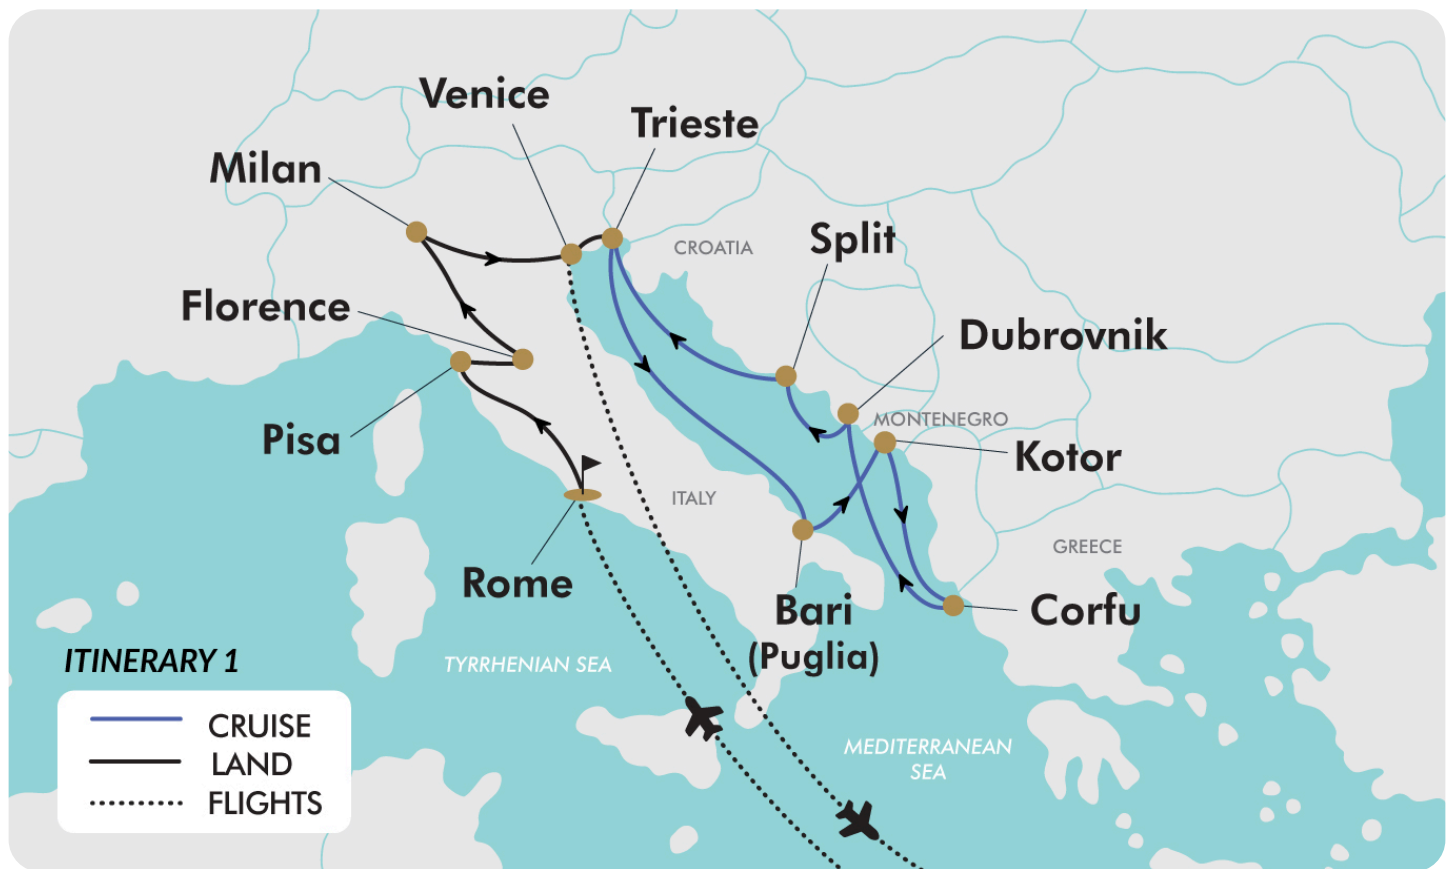 Venice
Trieste
Milan
Split
CROATIA
Florence
Dubrovnik
MONTENEGRO
Pisa
Kotor
ITALY
GREECE
Rome
Bari
(Puglia)
Corfu
TYRRHENIAN SEA
MEDITERRANEAN
SEA
ITINERARY 1
CRUISE
LAND
FLIGHTS